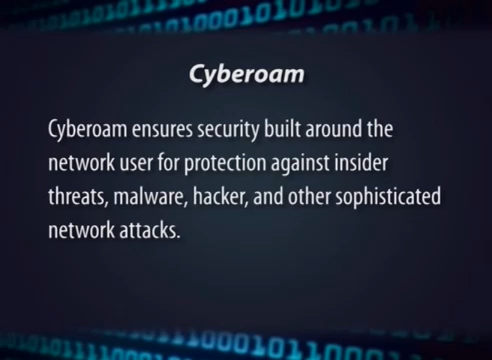 Cyberoam
Cyberoam ensures security built around the
network user for protection against insider
threats, malware, hacker, and other sophisticated
network attacks.